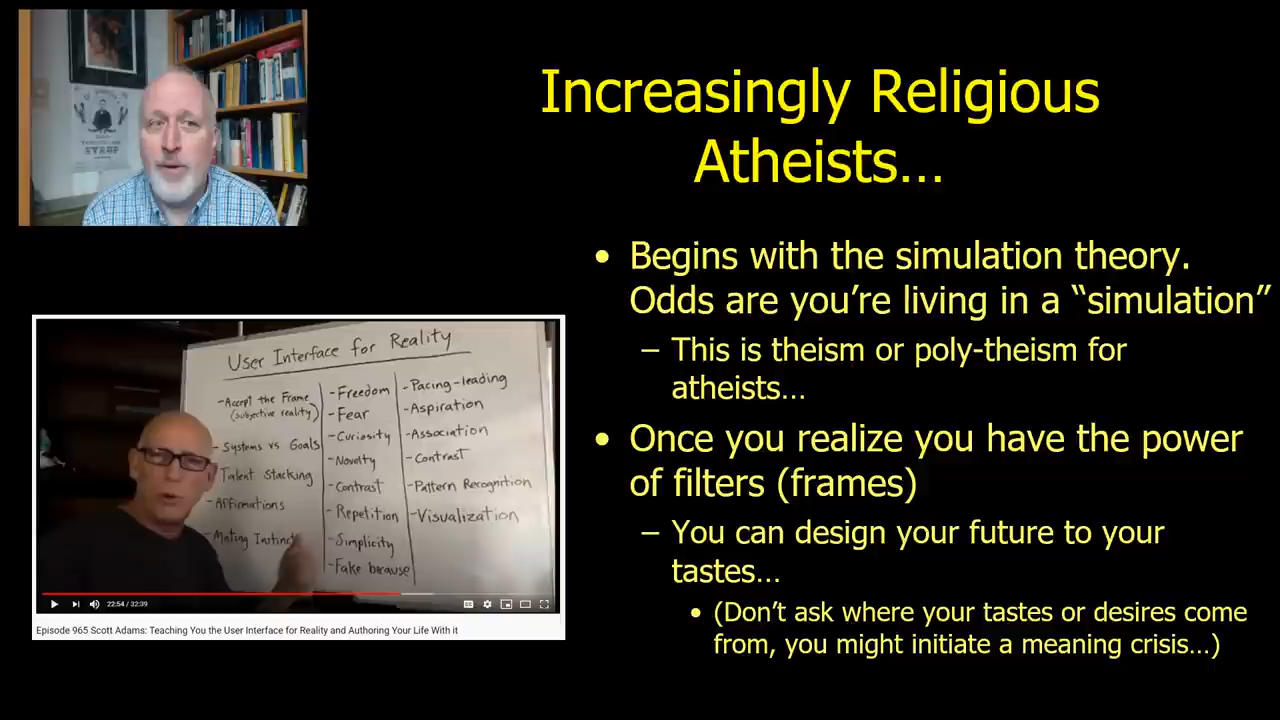 Increasingly Religious
Atheists…
• Begins with the simulation theory.
Odds are you’re living in a “simulation”
– This is theism or poly-theism for
atheists…
• Once you realize you have the power
of filters (frames)
– You can design your future to your
tastes…
• (Don’t ask where your tastes or desires come
from, you might initiate a meaning crisis…)
SYRUP
User Interface for Reality
-Accept the Frame
(subjective reality)
-Systems vs Goals
Talent Stacking
-Affirmations
-Mating Instinct
-Freedom
-Fear
-Curiosity
-Novelty
-Contrast
-Repetition
-Simplicity
-Fake because
-Pacing-leading
-Aspiration
-Association
-Contrast
-Pattern Recognition
-Visualization
22:54 / 32:39
Episode 965 Scott Adams: Teaching You the User Interface for Reality and Authoring Your Life With it